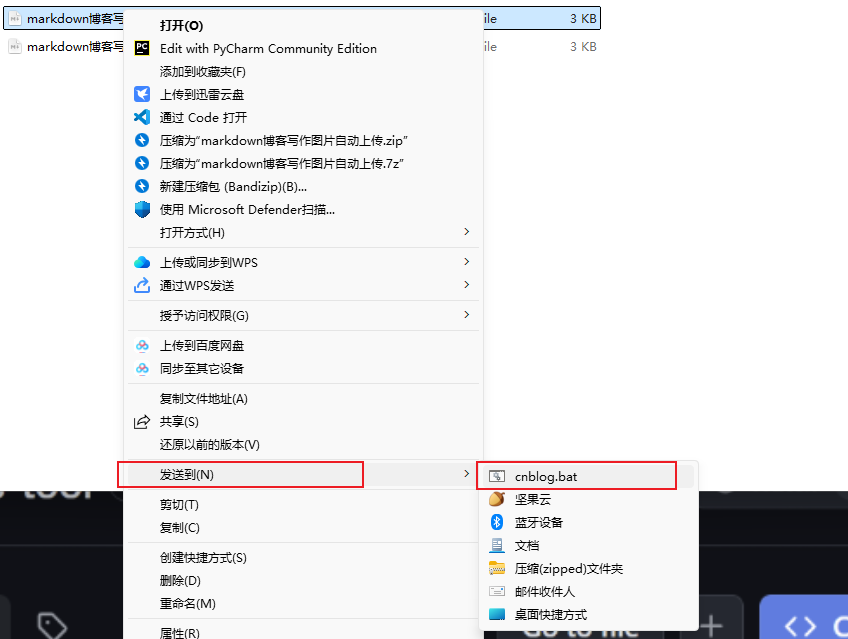 markdown博客写
ile
3 KB
markdown博客写
ile
3 KB
打开(O)
Edit with PyCharm Community Edition
添加到收藏夹(F)
上传到迅雷云盘
通过 Code 打开
压缩为“markdown博客写作图片自动上传.zip”
压缩为“markdown博客写作图片自动上传.7z”
新建压缩包 (Bandizip)(B)...
使用 Microsoft Defender扫描...
打开方式(H)
上传或同步到WPS
通过WPS发送
授予访问权限(G)
上传到百度网盘
同步至其它设备
复制文件地址(A)
共享(S)
还原以前的版本(V)
发送到(N)
剪切(T)
复制(C)
创建快捷方式(S)
删除(D)
重命名(M)
属性(R)
cnblog.bat
坚果云
蓝牙设备
文档
压缩(zipped)文件夹
邮件收件人
桌面快捷方式
Go to file